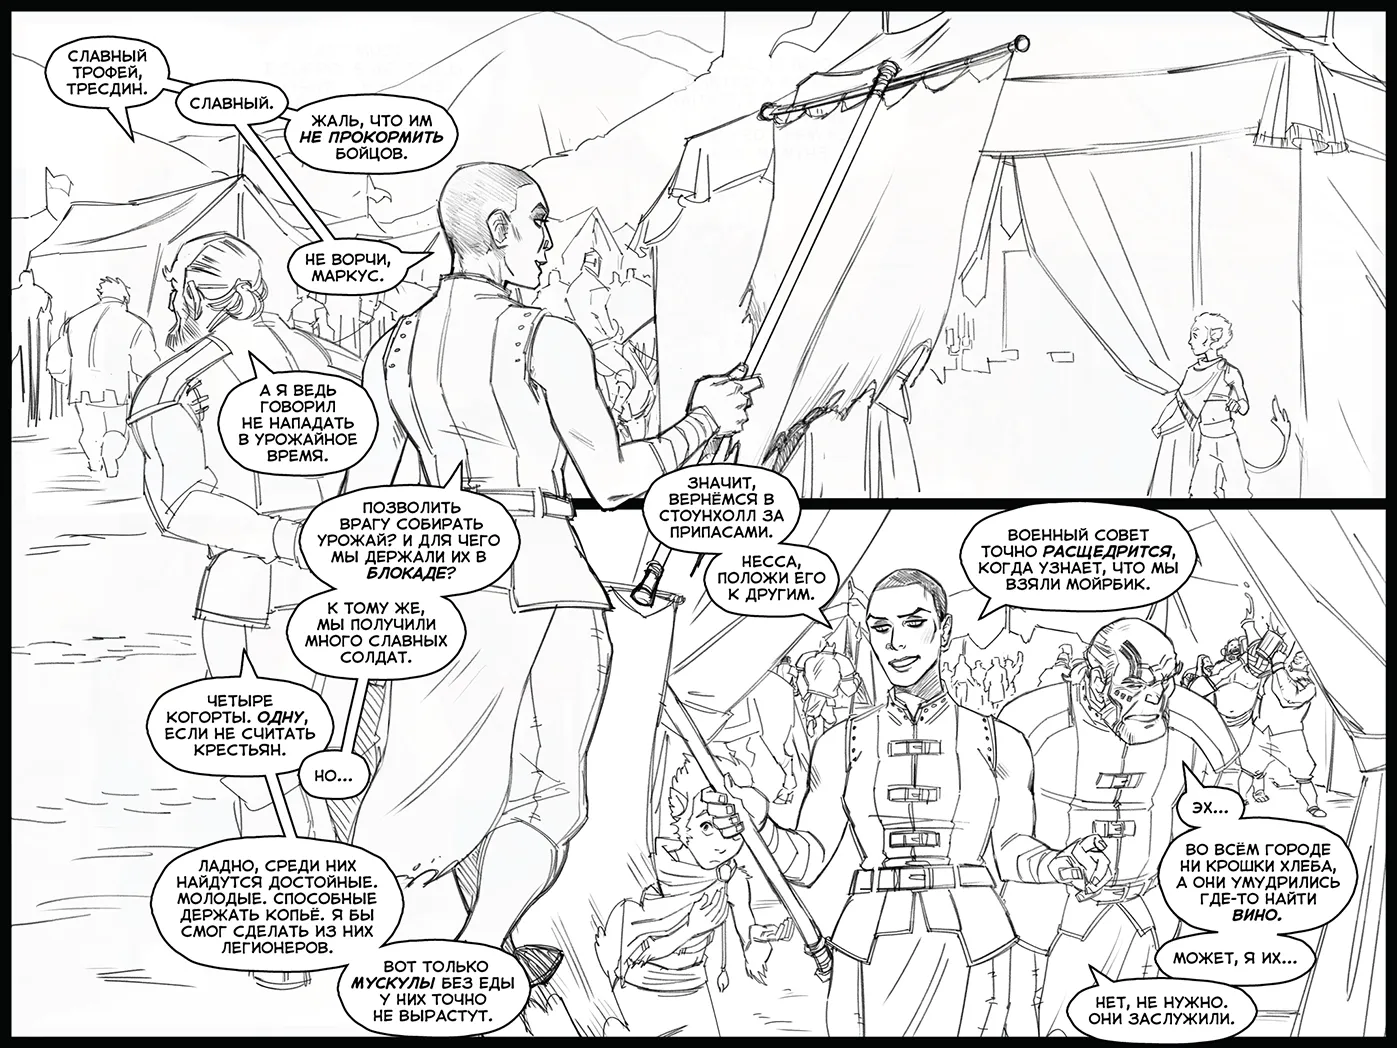 СЛАВНЫЙ
ТРОФЕЙ,
ТРЕСДИН.
СЛАВНЫЙ.
ЖАЛЬ, ЧТО ИМ
НЕ ПРОКОРМИТЬ
БОЙЦОВ.
НЕ ВОРЧИ,
МАРКУС.
А Я ВЕДЬ
ГОВОРИЛ
НЕ НАПАДАТЬ
В УРОЖАЙНОЕ
ВРЕМЯ.
ПОЗВОЛИТЬ
ВРАГУ СОБИРАТЬ
УРОЖАЙ? И ДЛЯ ЧЕГО
МЫ ДЕРЖАЛИ ИХ В
БЛОКАДЕ?
К ТОМУ ЖЕ,
МЫ ПОЛУЧИЛИ
МНОГО СЛАВНЫХ
СОЛДАТ.
ЧЕТЫРЕ
КОГОРТЫ. ОДНУ,
ЕСЛИ НЕ СЧИТАТЬ
КРЕСТЬЯН.
НО...
ЛАДНО, СРЕДИ НИХ
НАЙДУТСЯ ДОСТОЙНЫЕ.
МОЛОДЫЕ. СПОСОБНЫЕ
ДЕРЖАТЬ КОПЬЁ. Я БЫ
СМОГ СДЕЛАТЬ ИЗ НИХ
ЛЕГИОНЕРОВ.
ВОТ ТОЛЬКО
МУСКУЛЫ БЕЗ ЕДЫ
У НИХ ТОЧНО
НЕ ВЫРАСТУТ.
ЗНАЧИТ,
ВЕРНЁМСЯ В
СТОУНХОЛЛ ЗА
ПРИПАСАМИ.
НЕССА,
ПОЛОЖИ ЕГО
К ДРУГИМ.
ВОЕННЫЙ СОВЕТ
ТОЧНО РАСЩЕДРИТСЯ,
КОГДА УЗНАЕТ, ЧТО МЫ
ВЗЯЛИ МОЙРБИК.
ЭХ...
ВО ВСЁМ ГОРОДЕ
НИ КРОШКИ ХЛЕБА,
А ОНИ УМУДРИЛИСЬ
ГДЕ-ТО НАЙТИ
ВИНО.
МОЖЕТ, Я ИХ...
НЕТ, НЕ НУЖНО.
ОНИ ЗАСЛУЖИЛИ.